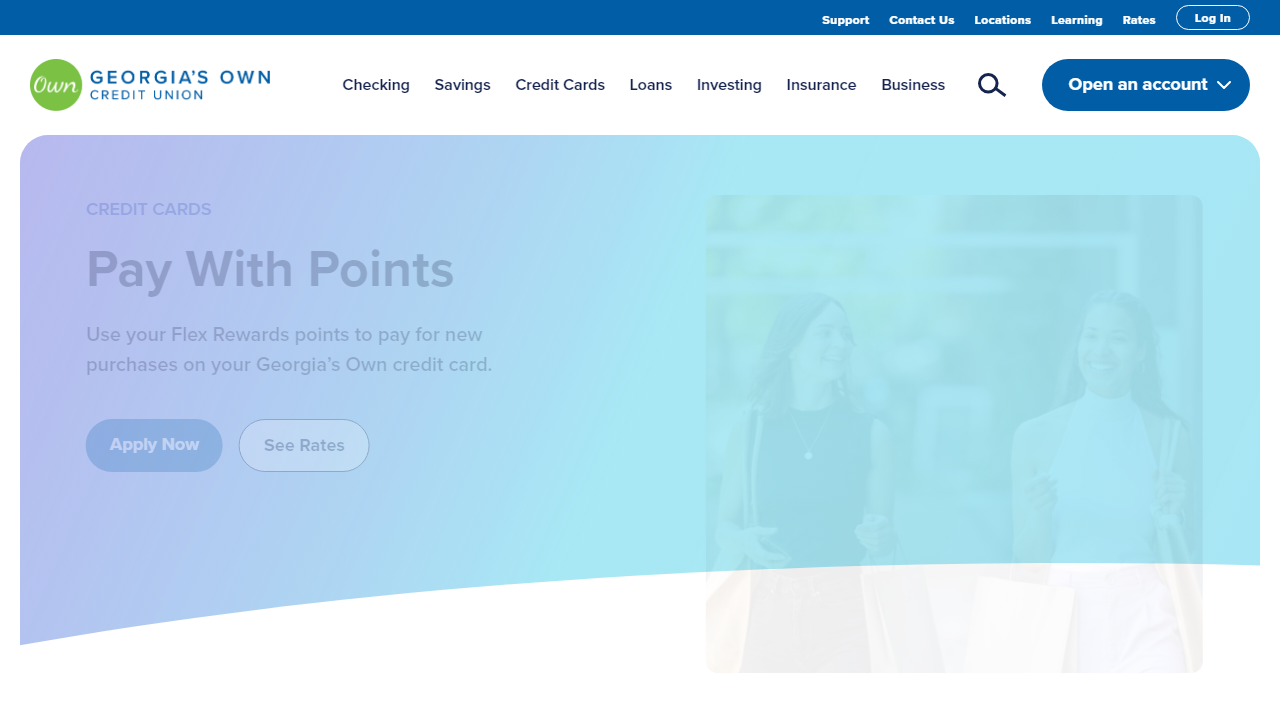 Support Contact Us Locations Learning Rates Log In
Own GEORGIA'S OWN
CREDIT UNION
Checking Savings Credit Cards Loans Investing Insurance Business Open an account
CREDIT CARDS
Pay With Points
Use your Flex Rewards points to pay for new
purchases on your Georgia's Own credit card.
Apply Now See Rates